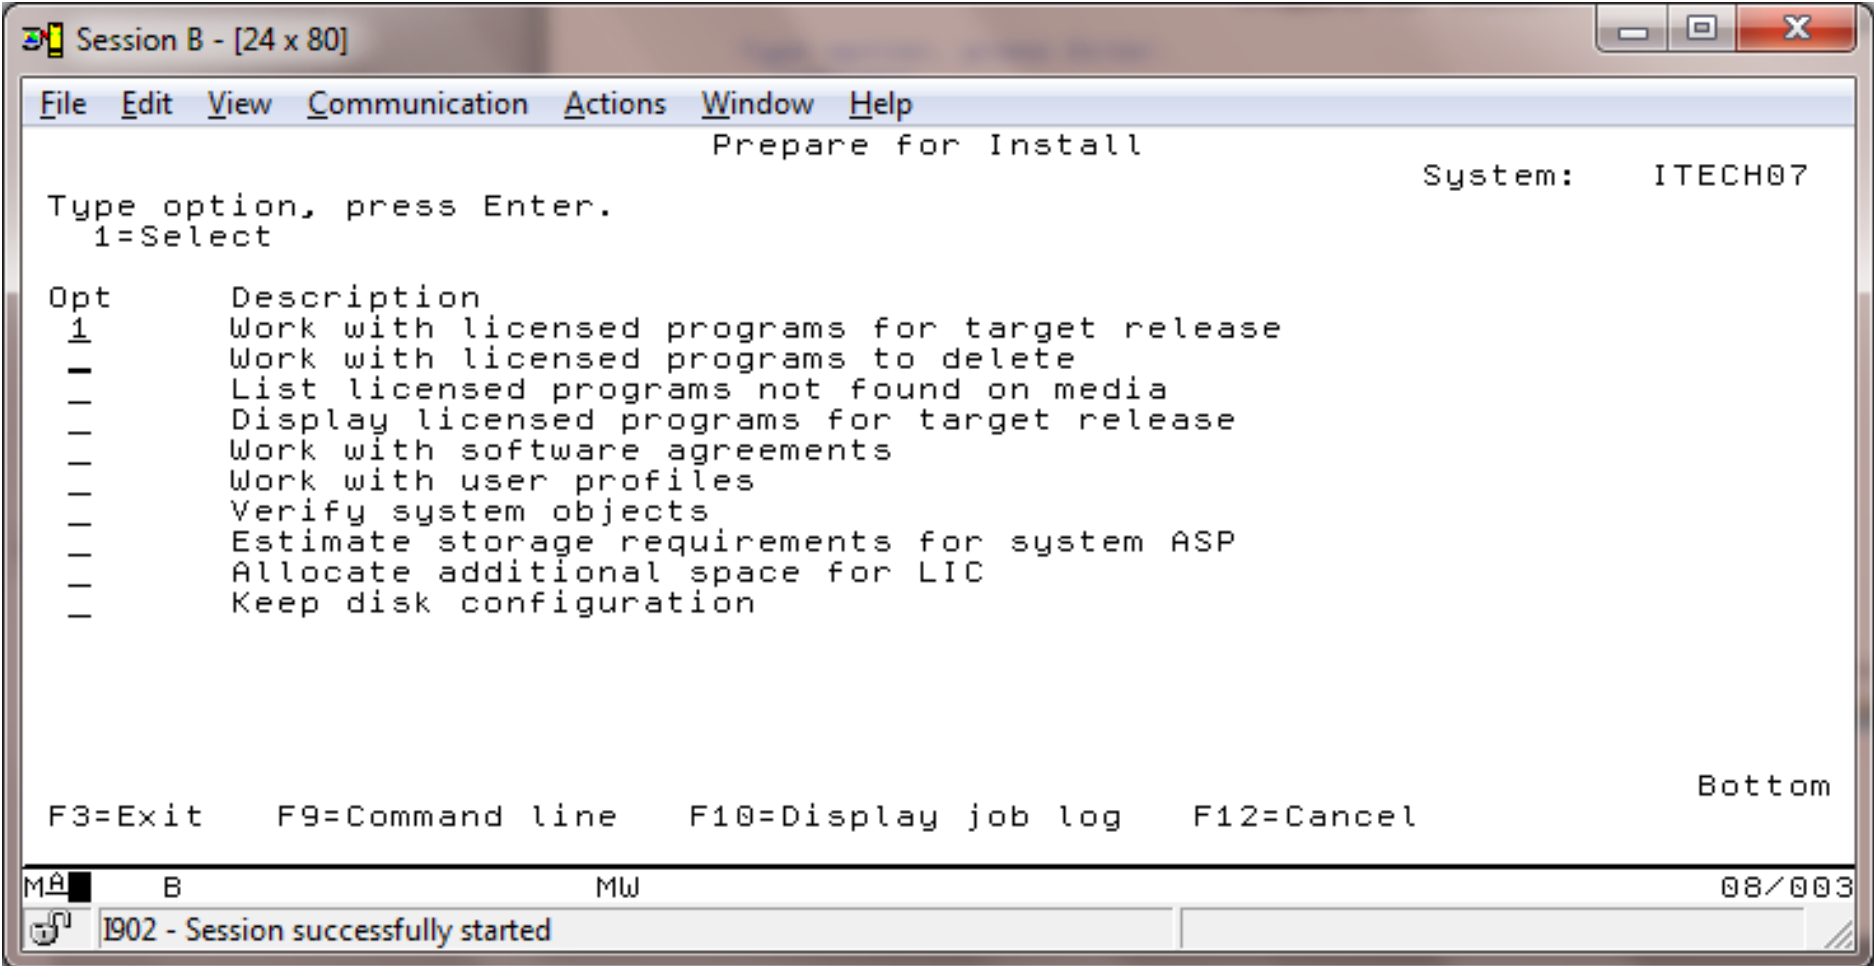 Session B - [24 x 80]
File Edit View Communication Actions Window Help
Prepare for Install
System: ITECH07
Type option, press Enter.
1=Select
Opt Description
1 Work with licensed programs for target release
_ Work with licensed programs to delete
_ List licensed programs not found on media
_ Display licensed programs for target release
_ Work with software agreements
_ Work with user profiles
_ Verify system objects
_ Estimate storage requirements for system ASP
_ Allocate additional space for LIC
_ Keep disk configuration
Bottom
F3=Exit F9=Command line F10=Display job log F12=Cancel
MA B MW 08/003
I902 - Session successfully started